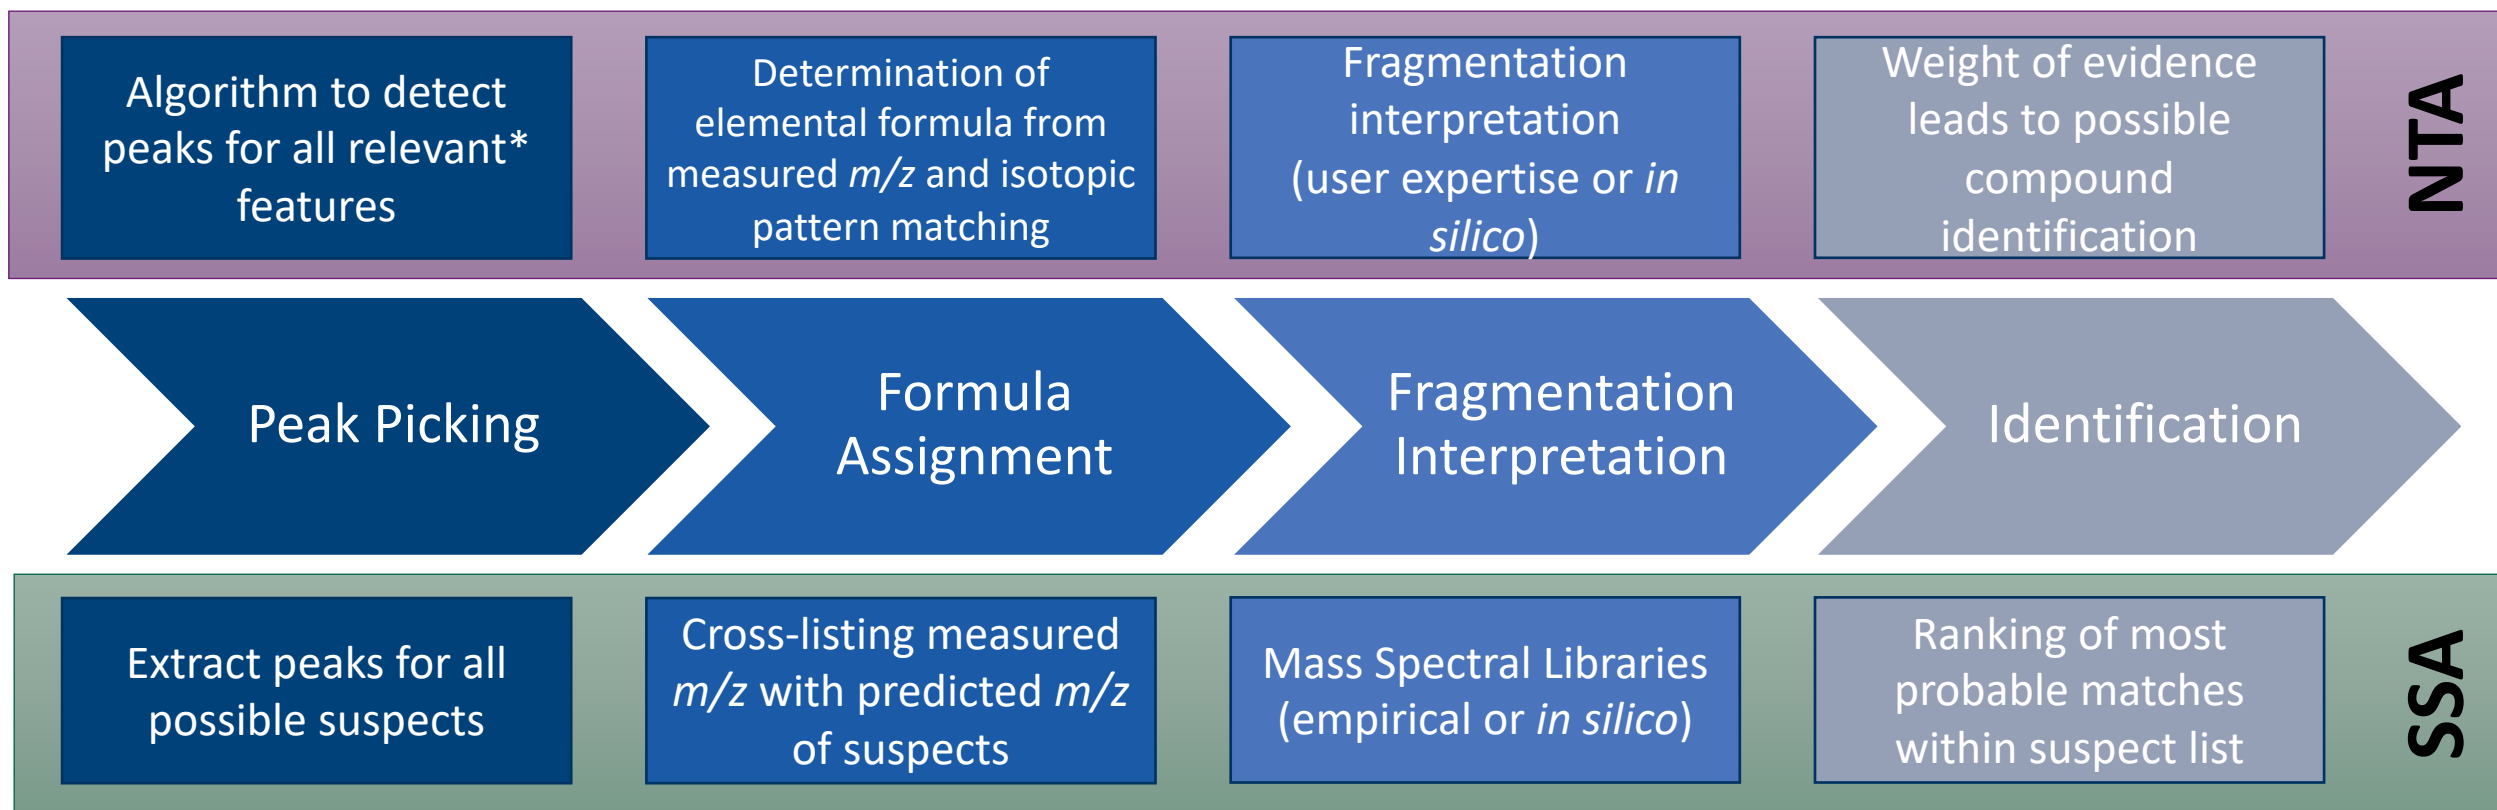 Algorithm to detect
peaks for all relevant*
features
Determination of
elemental formula from
measured m/z and isotopic
pattern matching
Fragmentation
interpretation
(user expertise or in
silico)
Weight of evidence
leads to possible
compound
identification
NTA
Peak Picking
Formula
Assignment
Fragmentation
Interpretation
Identification
Extract peaks for all
possible suspects
Cross-listing measured
m/z with predicted m/z
of suspects
Mass Spectral Libraries
(empirical or in silico)
Ranking of most
probable matches
within suspect list
SSA